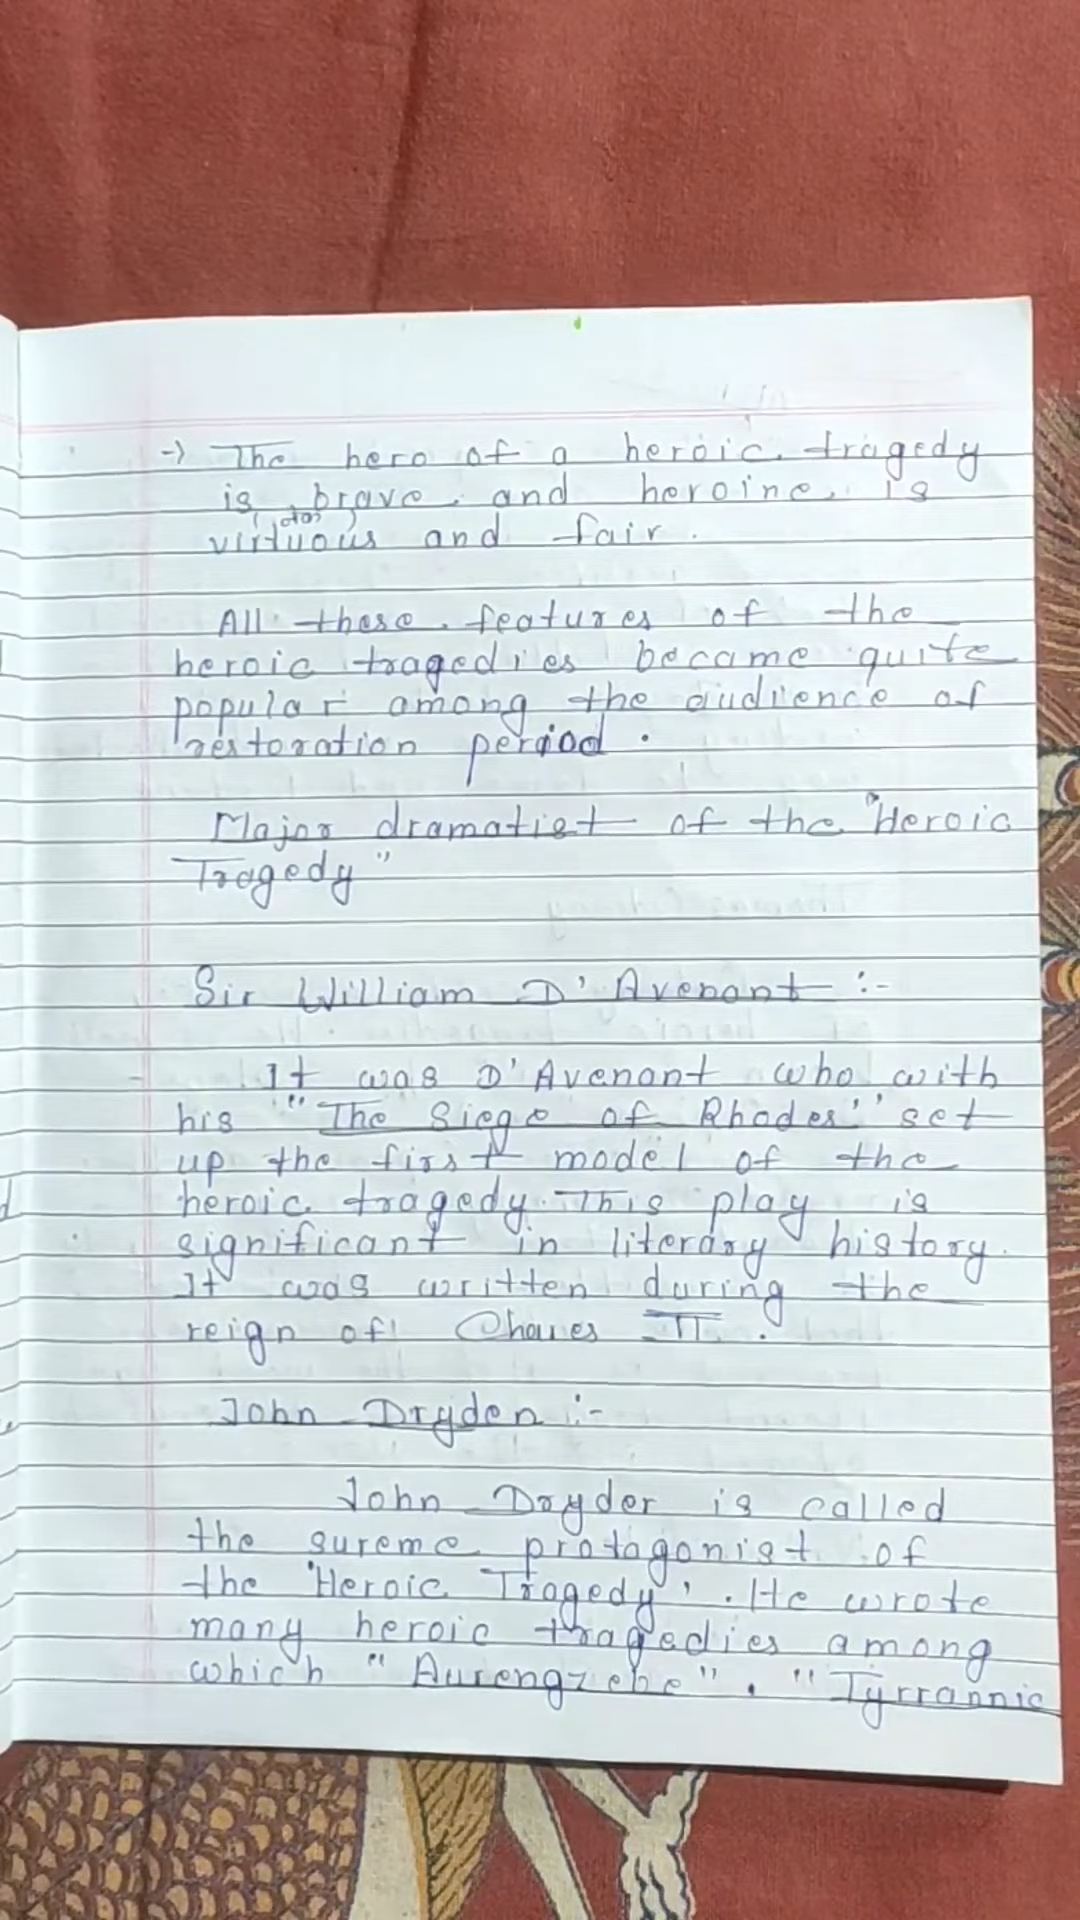 -> The hero of a heroic tragedy
is brave and heroine is
virtuous and fair.
All these features of the
heroic tragedies became quite
popular among the audience of
restoration period.
Major dramatist of the "Heroic
Tragedy"
Sir William D'Avenant :-
It was D'Avenant who with
his "The Siege of Rhodes'' set
up the first model of the
heroic tragedy. This play is
significant in literary history.
It was written during the
reign of Chaires II.
John Dryden :-
John Dryder is called
the sureme protagonist of
the 'Heroic Tragedy'. He wrote
many heroic tragedies among
which "Aurengzebe". "Tyrrannic